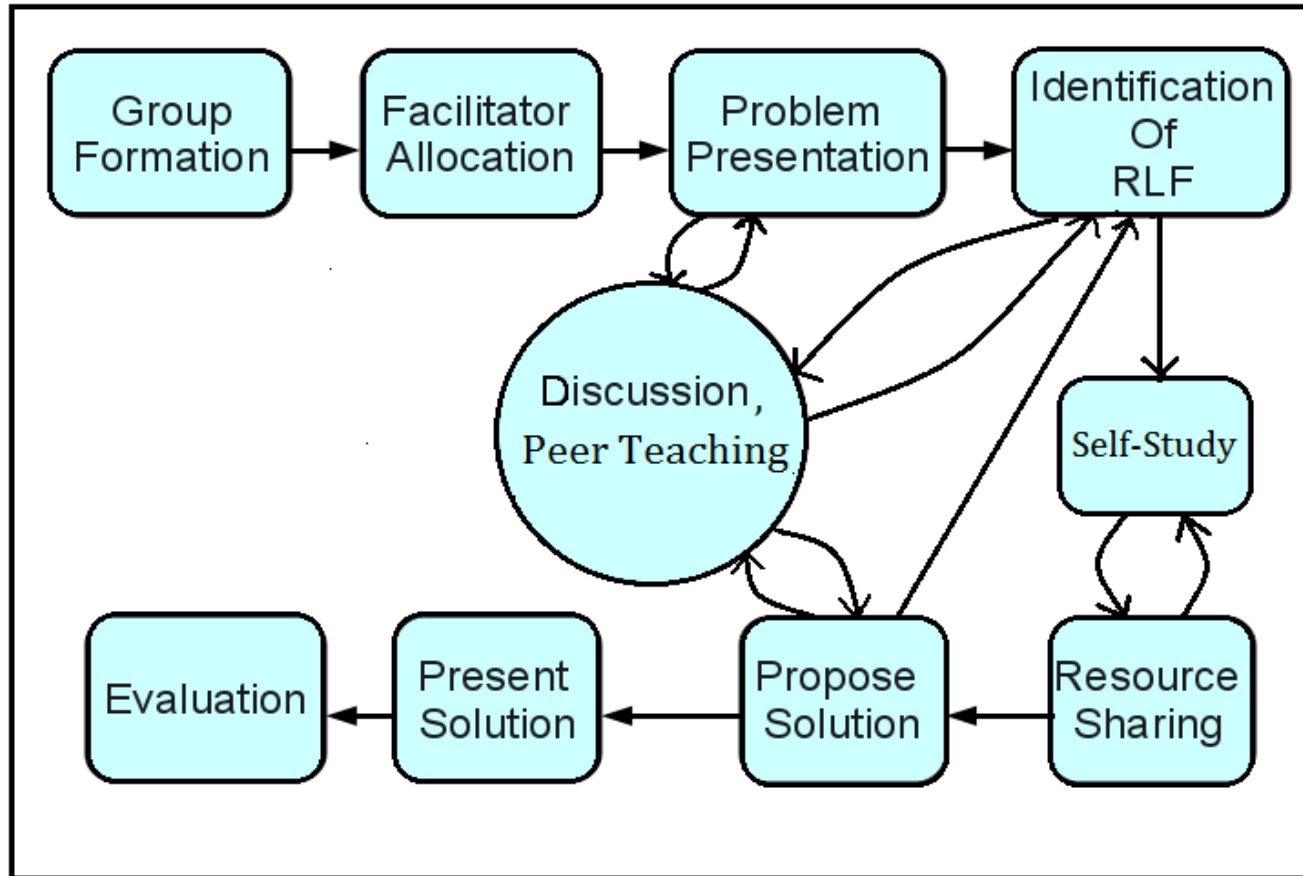 Group
Formation
Facilitator
Allocation
Problem
Presentation
Identification
Of
RLF
Discussion,
Peer Teaching
Self-Study
Evaluation
Present
Solution
Propose
Solution
Resource
Sharing